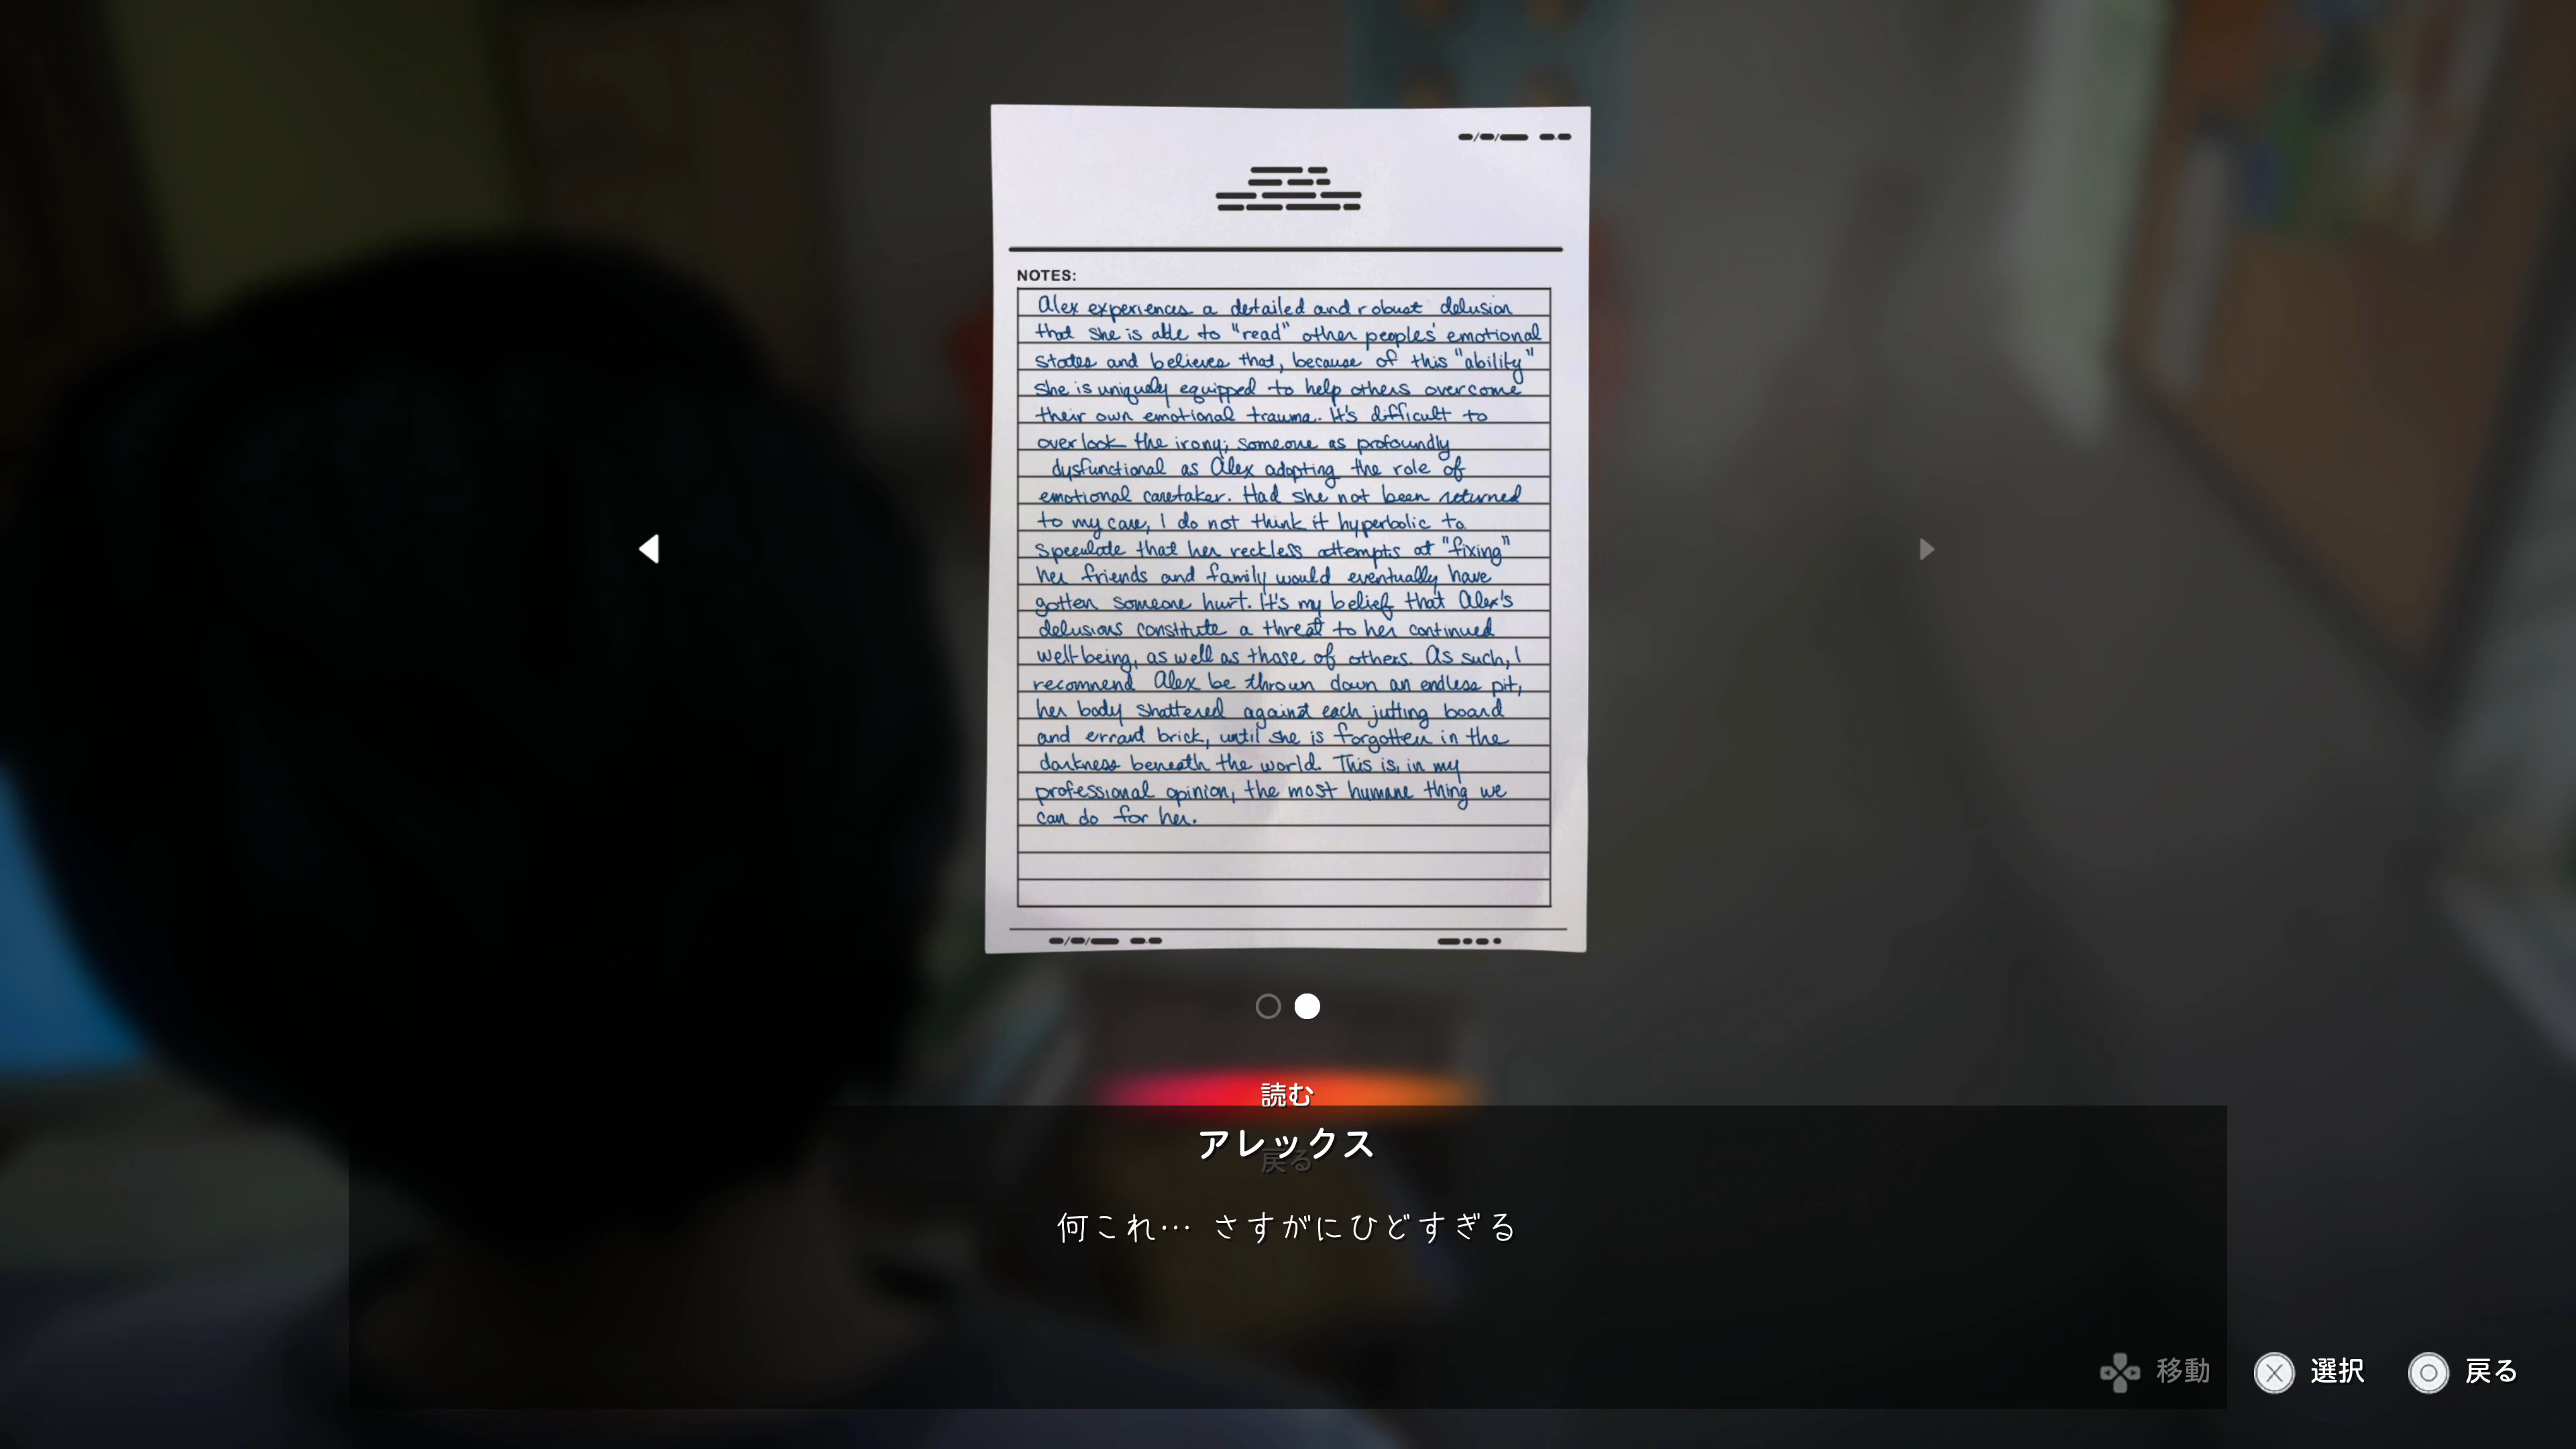 NOTES:
Alex experiences a detailed and robust delusion
that she is able to "read" other peoples' emotional
states and believes that, because of this "ability"
she is uniquely equipped to help others overcome
their own emotional trauma. It's difficult to
overlook the irony; someone as profoundly
dysfunctional as Alex adopting the role of
emotional caretaker. Had she not been returned
to my care, I do not think it hyperbolic to
speculate that her reckless attempts at "fixing"
her friends and family would eventually have
gotten someone hurt. It's my belief that Alex's
delusions constitute a threat to her continued
well-being, as well as those of others. As such, I
recommend Alex be thrown down an endless pit,
her body shattered against each jutting board
and errant brick, until she is forgotten in the
darkness beneath the world. This is, in my
professional opinion, the most humane thing we
can do for her.
読む
アレックス
戻る
何これ… さすがにひどすぎる
移動 選択 戻る